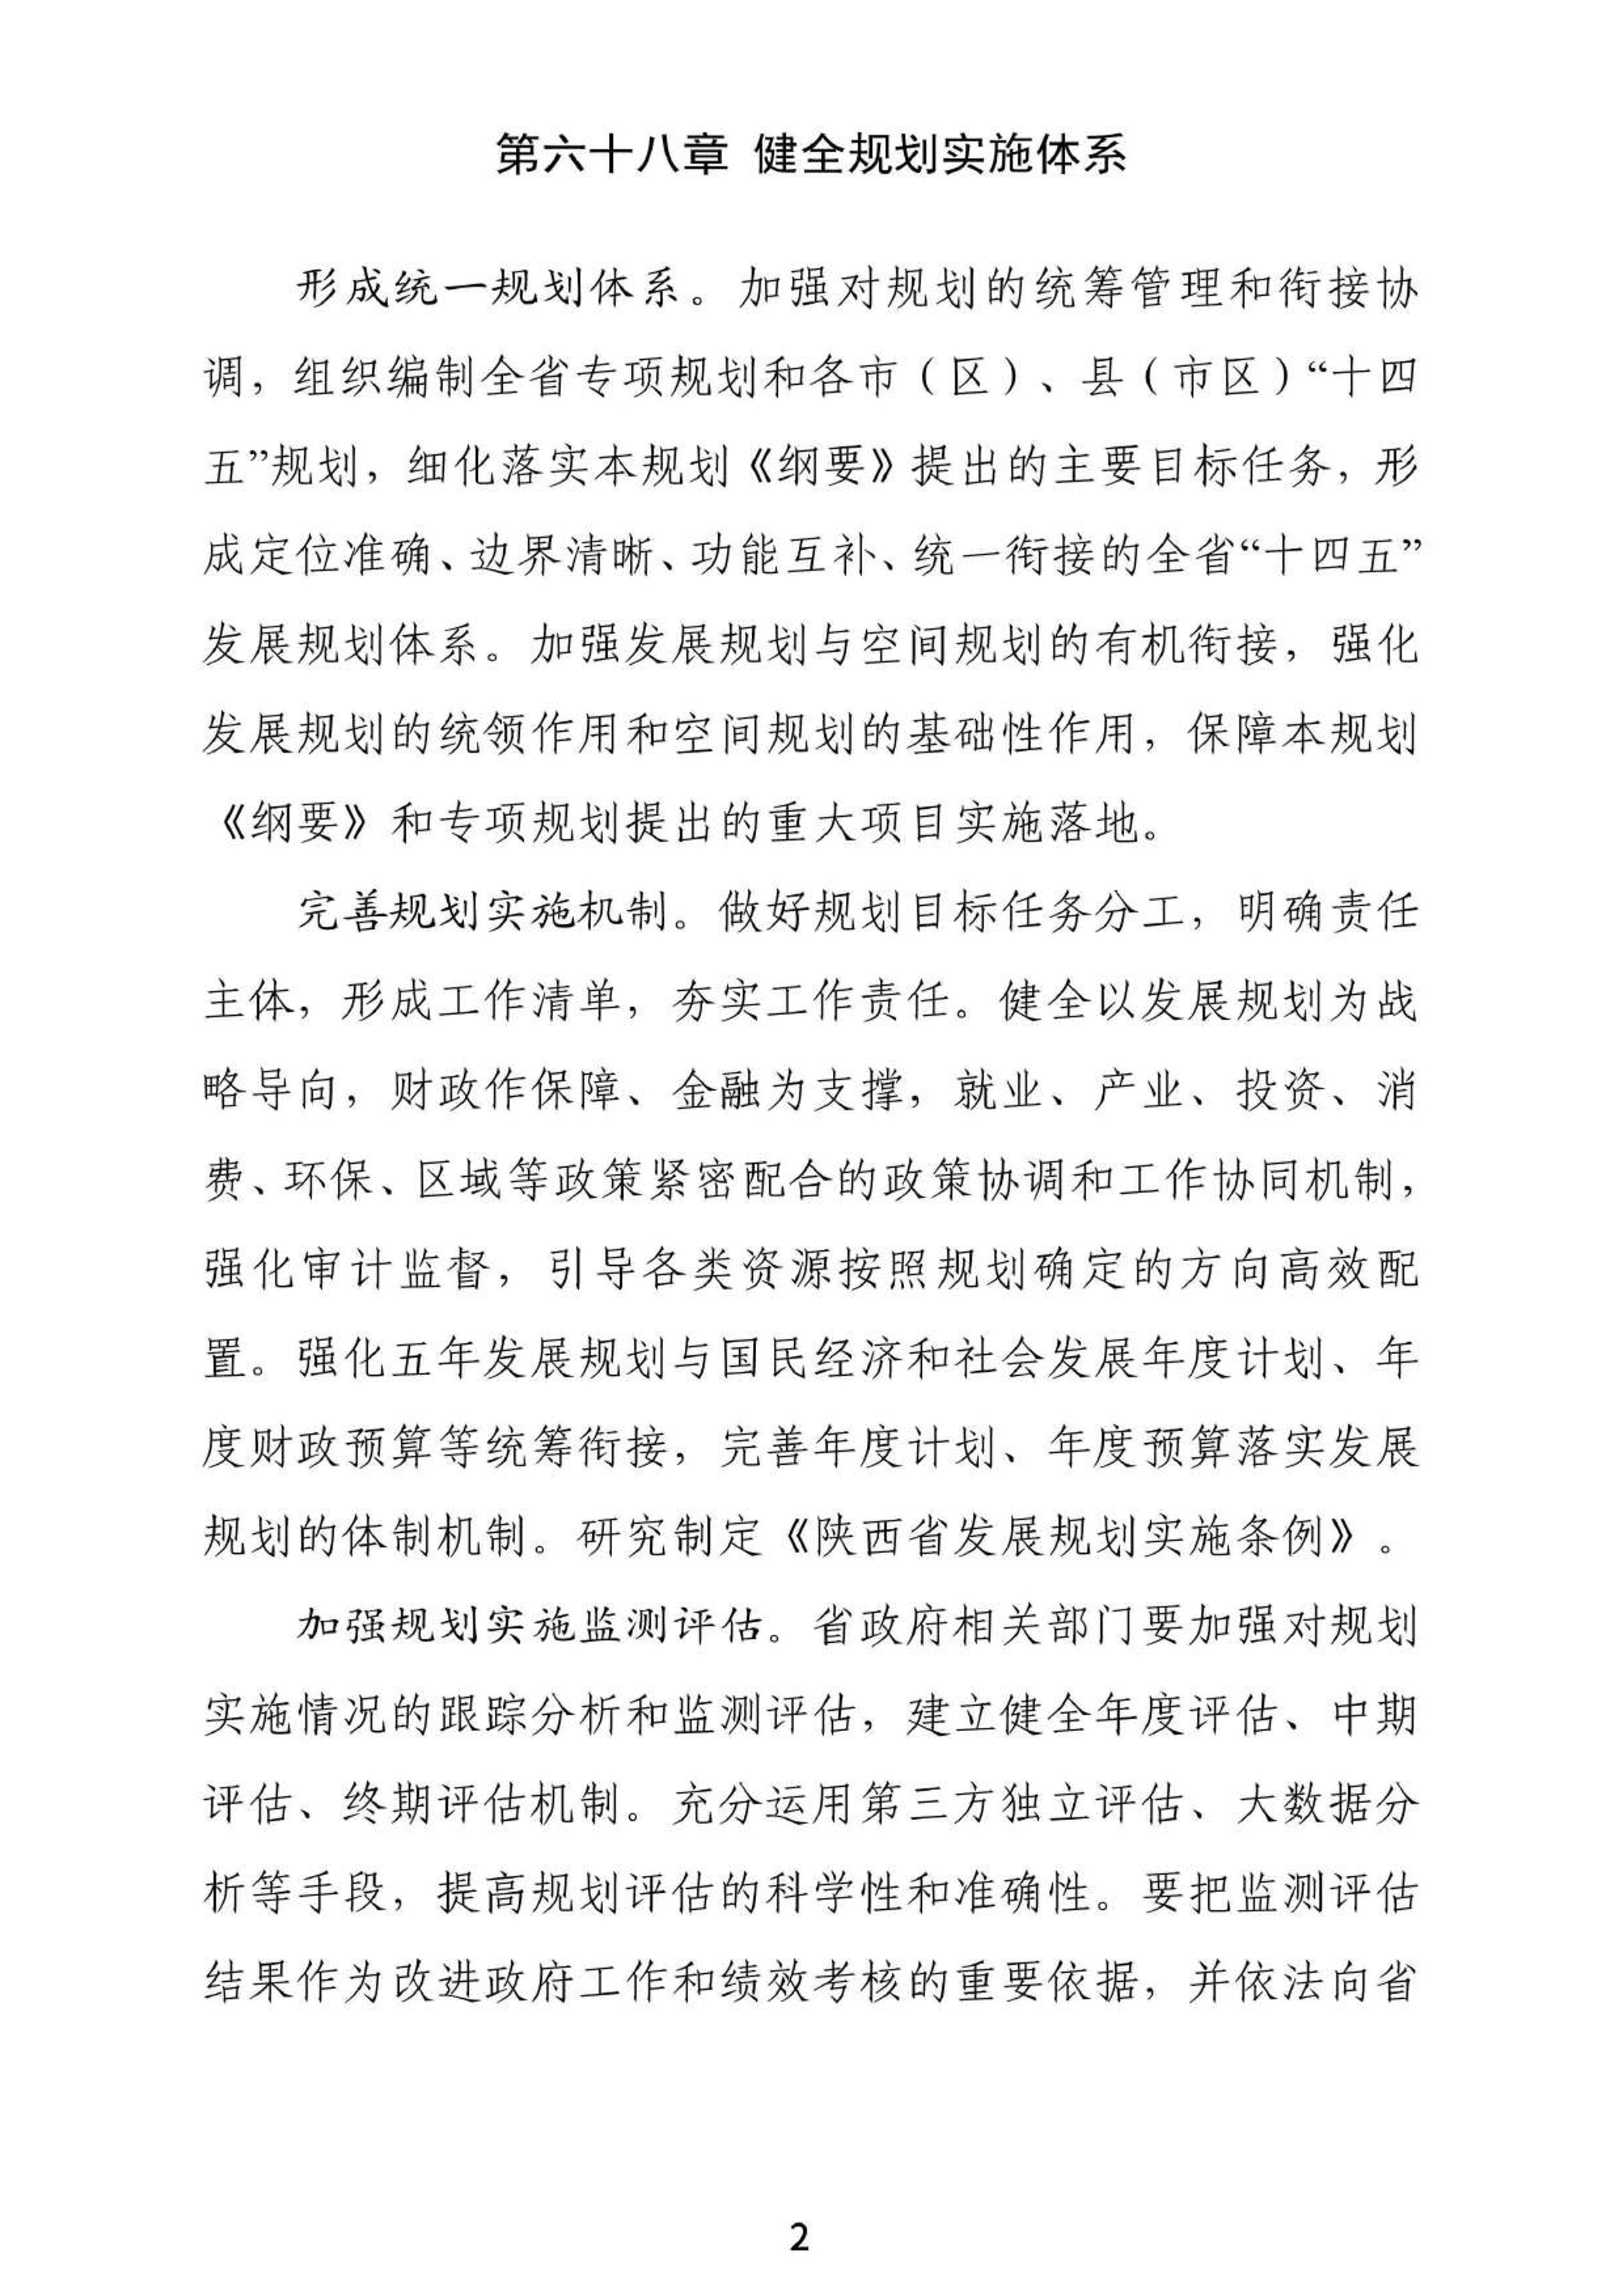 第六十八章 健全规划实施体系
形成统一规划体系。加强对规划的统筹管理和衔接协
调，组织编制全省专项规划和各市（区）、县（市区）“十四
五”规划，细化落实本规划《纲要》提出的主要目标任务，形
成定位准确、边界清晰、功能互补、统一衔接的全省“十四五”
发展规划体系。加强发展规划与空间规划的有机衔接，强化
发展规划的统领作用和空间规划的基础性作用，保障本规划
《纲要》和专项规划提出的重大项目实施落地。
完善规划实施机制。做好规划目标任务分工，明确责任
主体，形成工作清单，夯实工作责任。健全以发展规划为战
略导向，财政作保障、金融为支撑，就业、产业、投资、消
费、环保、区域等政策紧密配合的政策协调和工作协同机制，
强化审计监督，引导各类资源按照规划确定的方向高效配
置。强化五年发展规划与国民经济和社会发展年度计划、年
度财政预算等统筹衔接，完善年度计划、年度预算落实发展
规划的体制机制。研究制定《陕西省发展规划实施条例》。
加强规划实施监测评估。省政府相关部门要加强对规划
实施情况的跟踪分析和监测评估，建立健全年度评估、中期
评估、终期评估机制。充分运用第三方独立评估、大数据分
析等手段，提高规划评估的科学性和准确性。要把监测评估
结果作为改进政府工作和绩效考核的重要依据，并依法向省
2